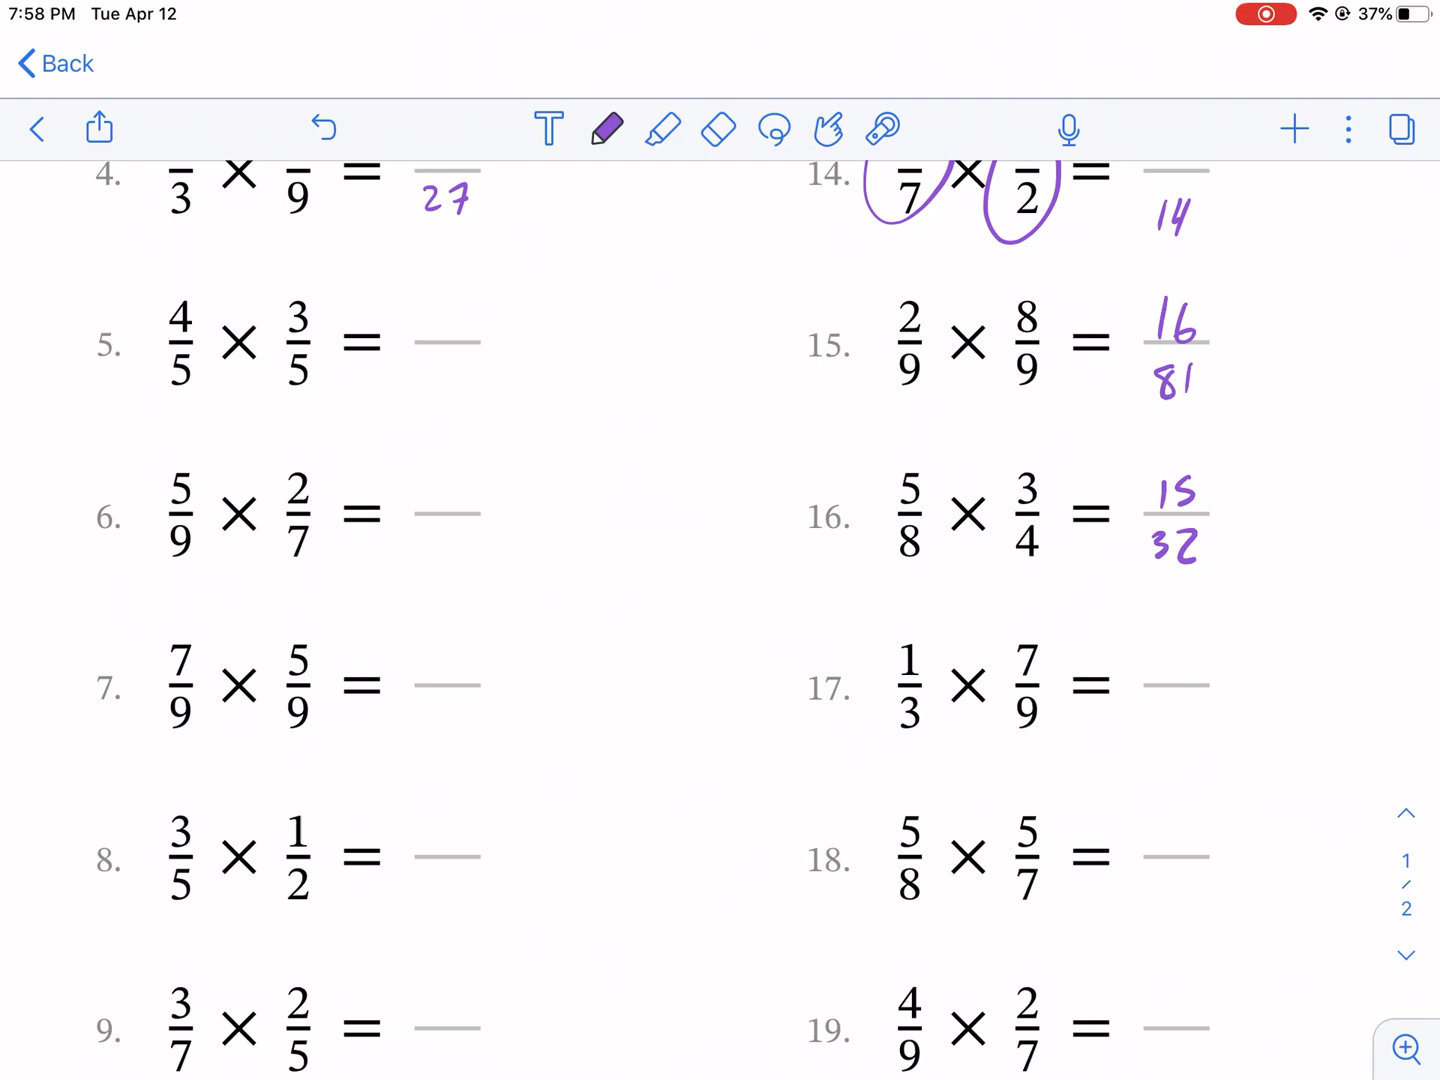 7:58 PM Tue Apr 12 37%
Back
4. 3 × 9 = 27
14. 7 × 2 = 14
5. 4/5 × 3/5 =
15. 2/9 × 8/9 = 16/81
6. 5/9 × 2/7 =
16. 5/8 × 3/4 = 15/32
7. 7/9 × 5/9 =
17. 1/3 × 7/9 =
8. 3/5 × 1/2 =
18. 5/8 × 5/7 =
9. 3/7 × 2/5 =
19. 4/9 × 2/7 =
1 / 2